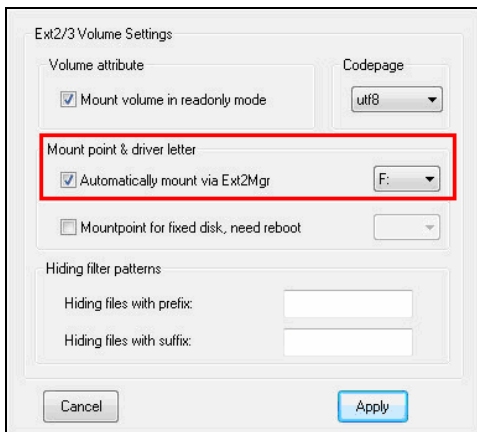 Ext2/3 Volume Settings
Volume attribute
Codepage
Mount volume in readonly mode
utf8
Mount point & driver letter
Automatically mount via Ext2Mgr
F:
Mountpoint for fixed disk, need reboot
Hiding filter patterns
Hiding files with prefix:
Hiding files with suffix:
Cancel
Apply